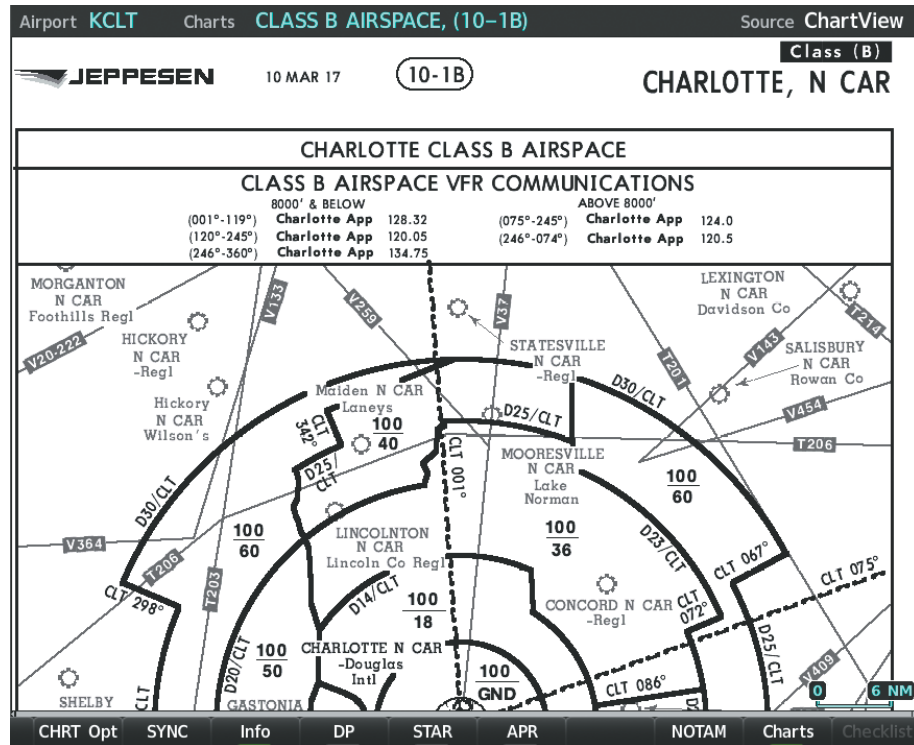 Airport KCLT Charts CLASS B AIRSPACE, (10-1B) Source ChartView
Class (B)
JEPPESEN 10 MAR 17 10-1B
CHARLOTTE, N CAR
CHARLOTTE CLASS B AIRSPACE
CLASS B AIRSPACE VFR COMMUNICATIONS
8000' & BELOW
(001°-119°) Charlotte App 128.32
(120°-245°) Charlotte App 120.05
(246°-360°) Charlotte App 134.75
ABOVE 8000'
(075°-245°) Charlotte App 124.0
(246°-074°) Charlotte App 120.5
MORGANTON
N CAR
Foothills Regl
V20-222
HICKORY
N CAR
-Regl
V133
V259
V37
LEXINGTON
N CAR
Davidson Co
T214
V143
T201
SALISBURY
N CAR
Rowan Co
STATESVILLE
N CAR
-Regl
D30/CLT
V454
T206
Hickory
N CAR
Wilson's
Maiden N CAR
Laneys
CLT
342°
100
40
D25/CLT
D25/
CLT
CLT 001°
MOORESVILLE
N CAR
Lake
Norman
100
60
D30/CLT
V364
T206
T203
100
60
LINCOLNTON
N CAR
Lincoln Co Regl
100
36
D23/CLT
CLT 067°
CLT 075°
CLT 298°
D14/CLT
100
18
CONCORD N CAR
-Regl
CLT
072°
D20/CLT
100
50
CHARLOTTE N CAR
-Douglas
Intl
100
GND
CLT 086°
D25/CLT
V409
SHELBY
CLT
GASTONIA
D
0 6 NM
CHRT Opt SYNC Info DP STAR APR NOTAM Charts Checklist